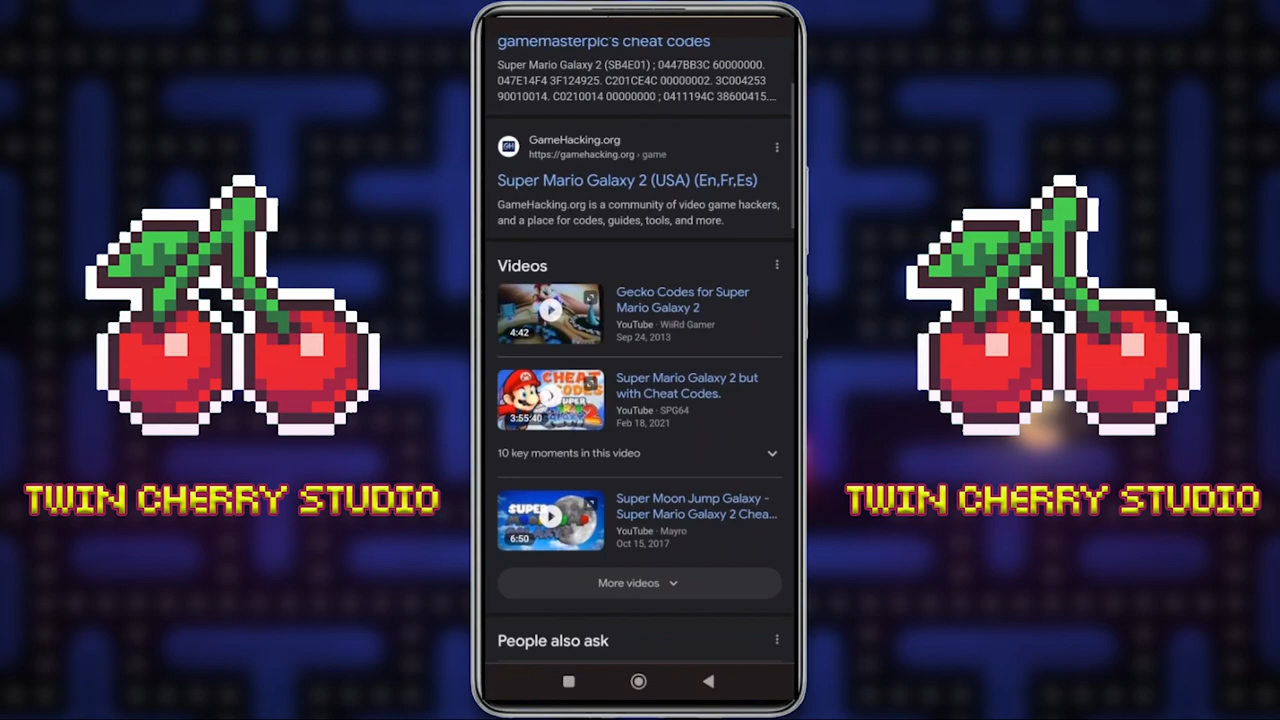 gamemasterplc's cheat codes
Super Mario Galaxy 2 (SB4E01) ; 0447BB3C 60000000.
047E14F4 3F124925. C201CE4C 00000002. 3C004253
90010014. C0210014 00000000 ; 0411194C 38600415....
GameHacking.org
https://gamehacking.org › game
Super Mario Galaxy 2 (USA) (En,Fr,Es)
GameHacking.org is a community of video game hackers,
and a place for codes, guides, tools, and more.
Videos
4:42
Gecko Codes for Super
Mario Galaxy 2
YouTube · WiiRd Gamer
Sep 24, 2013
CHEAT
CODES
SUPER
3:55:40
Super Mario Galaxy 2 but
with Cheat Codes.
YouTube · SPG64
Feb 18, 2021
10 key moments in this video
SUPER
6:50
Super Moon Jump Galaxy -
Super Mario Galaxy 2 Chea...
YouTube · Mayro
Oct 15, 2017
More videos
People also ask
TWIN CHERRY STUDIO
TWIN CHERRY STUDIO